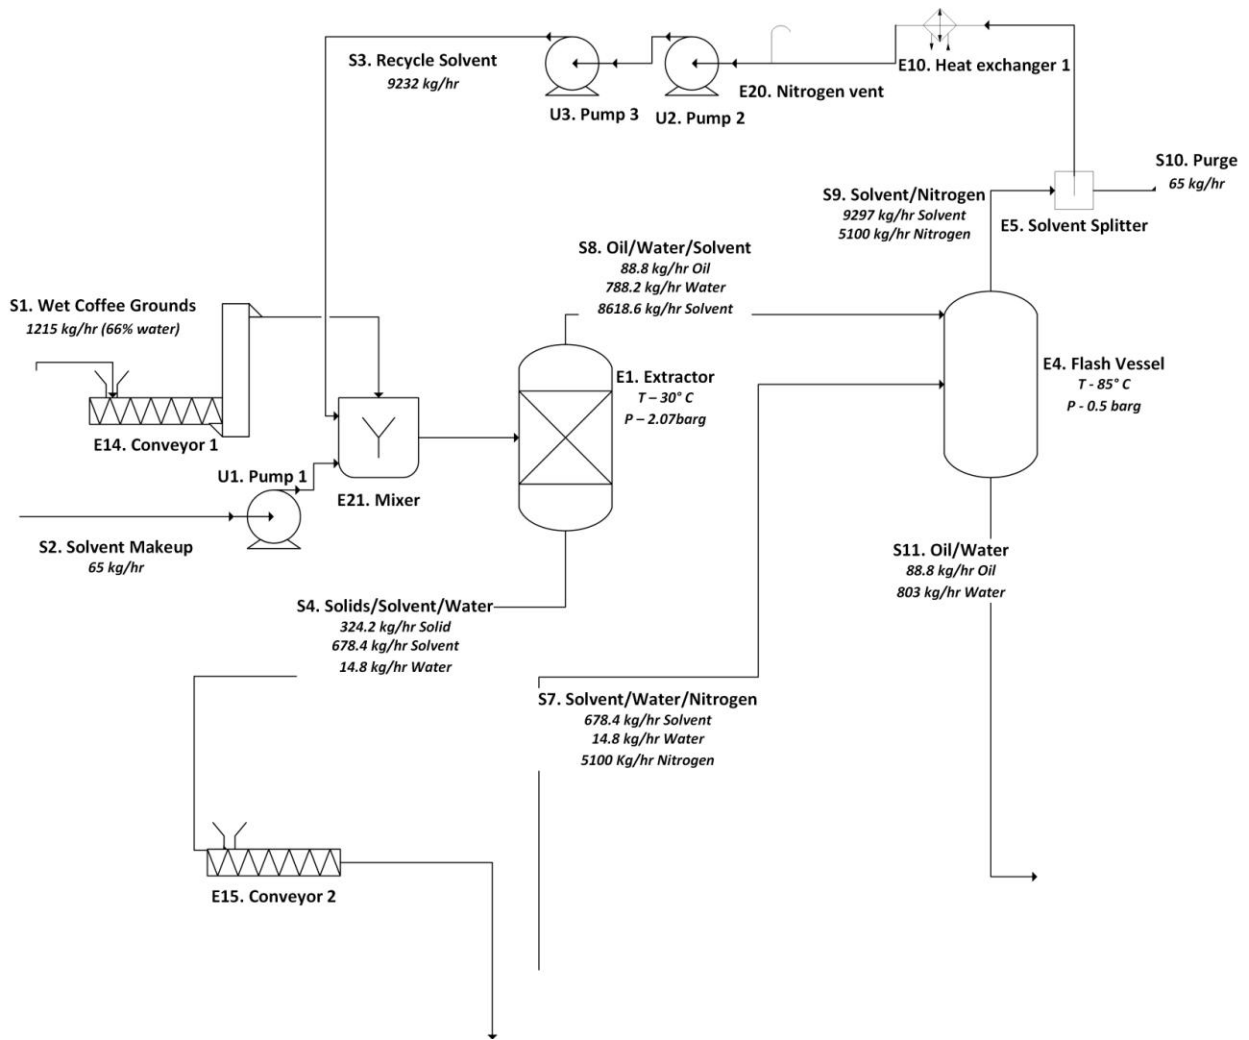 S3. Recycle Solvent
9232 kg/hr
U3. Pump 3
U2. Pump 2
E20. Nitrogen vent
E10. Heat exchanger 1
S10. Purge
65 kg/hr
S9. Solvent/Nitrogen
9297 kg/hr Solvent
5100 kg/hr Nitrogen
E5. Solvent Splitter
S8. Oil/Water/Solvent
88.8 kg/hr Oil
788.2 kg/hr Water
8618.6 kg/hr Solvent
S1. Wet Coffee Grounds
1215 kg/hr (66% water)
E14. Conveyor 1
E1. Extractor
T – 30° C
P – 2.07barg
E4. Flash Vessel
T - 85° C
P - 0.5 barg
U1. Pump 1
E21. Mixer
S2. Solvent Makeup
65 kg/hr
S11. Oil/Water
88.8 kg/hr Oil
803 kg/hr Water
S4. Solids/Solvent/Water
324.2 kg/hr Solid
678.4 kg/hr Solvent
14.8 kg/hr Water
S7. Solvent/Water/Nitrogen
678.4 kg/hr Solvent
14.8 kg/hr Water
5100 Kg/hr Nitrogen
E15. Conveyor 2